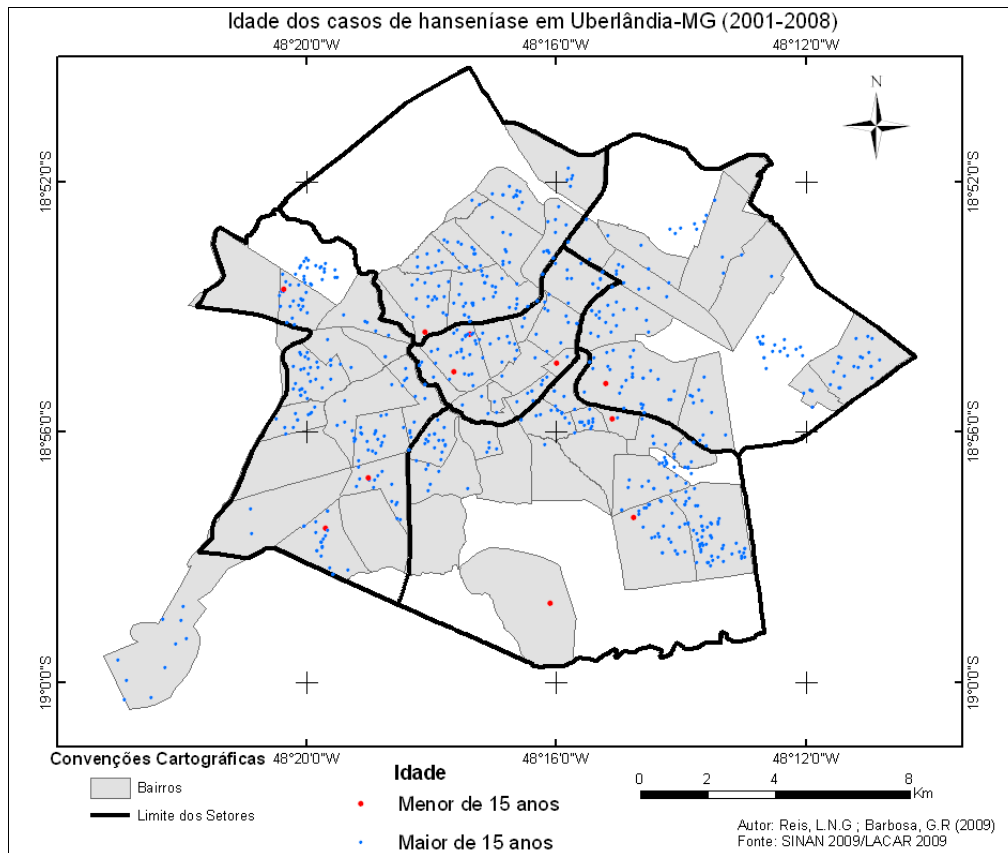 Idade dos casos de hanseníase em Uberlândia-MG (2001-2008)
48°20'0"W
48°16'0"W
48°12'0"W
N
18°52'0"S
18°52'0"S
18°56'0"S
18°56'0"S
19°0'0"S
19°0'0"S
48°20'0"W
48°16'0"W
48°12'0"W
Convenções Cartográficas
Bairros
Limite dos Setores
Idade
Menor de 15 anos
Maior de 15 anos
0 2 4 8
Km
Autor: Reis, L.N.G ; Barbosa, G.R (2009)
Fonte: SINAN 2009/LACAR 2009